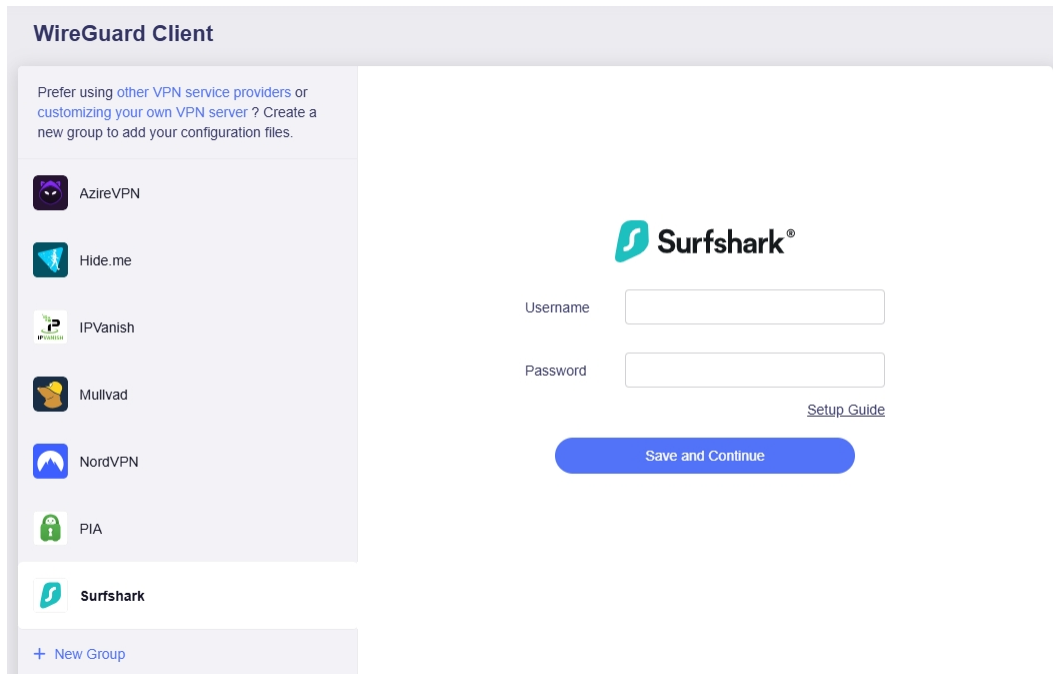 WireGuard Client
Prefer using other VPN service providers or
customizing your own VPN server ? Create a
new group to add your configuration files.
AzireVPN
Hide.me
IPVanish
IPVANISH
Mullvad
NordVPN
PIA
Surfshark
+ New Group
Surfshark®
Username
Password
Setup Guide
Save and Continue